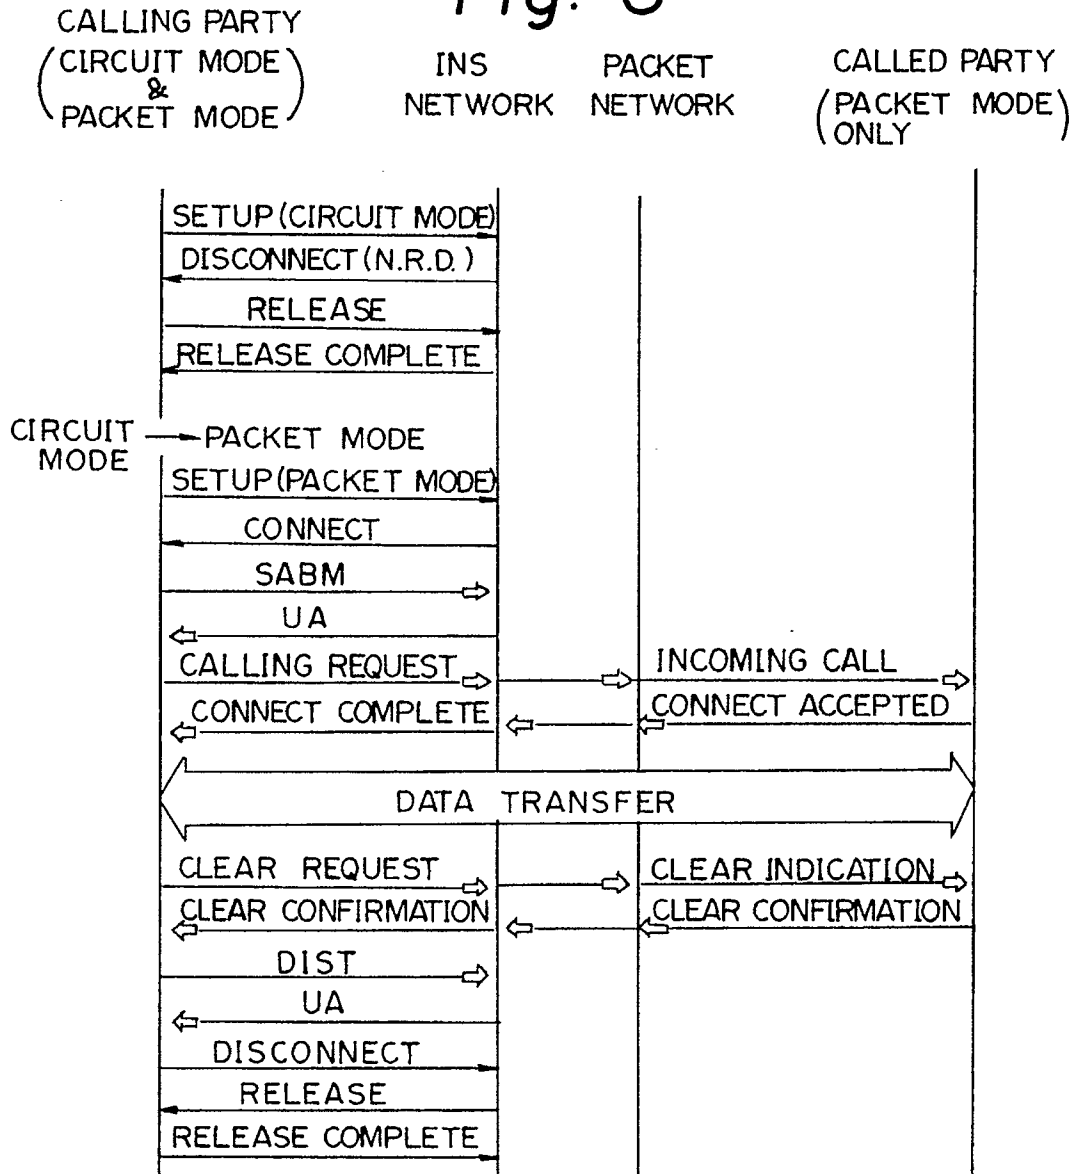 CALLING PARTY
(CIRCUIT MODE
&
PACKET MODE)
INS
NETWORK
PACKET
NETWORK
CALLED PARTY
(PACKET MODE)
ONLY
SETUP(CIRCUIT MODE)
DISCONNECT(N.R.D.)
RELEASE
RELEASE COMPLETE
CIRCUIT
MODE
PACKET MODE
SETUP(PACKET MODE)
CONNECT
SABM
UA
CALLING REQUEST
INCOMING CALL
CONNECT COMPLETE
CONNECT ACCEPTED
DATA TRANSFER
CLEAR REQUEST
CLEAR INDICATION
CLEAR CONFIRMATION
CLEAR CONFIRMATION
DIST
UA
DISCONNECT
RELEASE
RELEASE COMPLETE